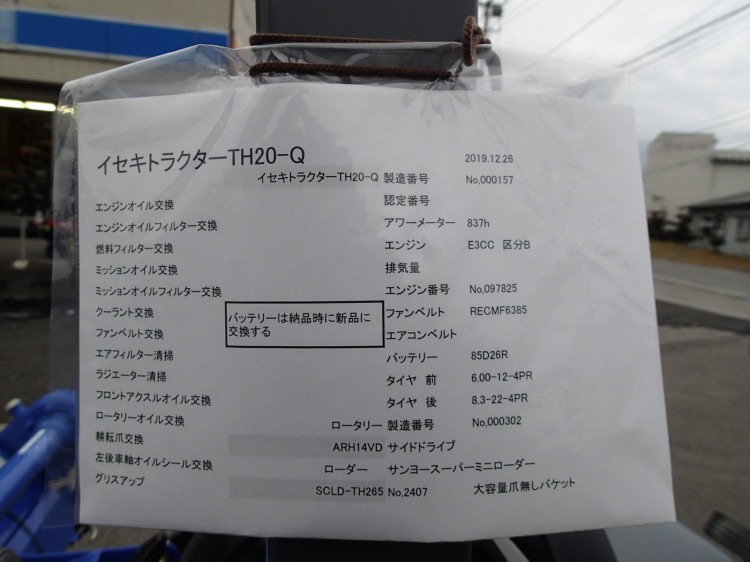 イセキトラクターTH20-Q 2019.12.26
イセキトラクターTH20-Q 製造番号 No,000157
エンジンオイル交換 認定番号
エンジンオイルフィルター交換 アワーメーター 837h
燃料フィルター交換 エンジン E3CC 区分B
ミッションオイル交換 排気量
ミッションオイルフィルター交換 エンジン番号 No,097825
クーラント交換 バッテリーは納品時に新品に ファンベルト RECMF6385
ファンベルト交換 交換する エアコンベルト
エアフィルター清掃 バッテリー 85D26R
ラジエーター清掃 タイヤ 前 6.00-12-4PR
フロントアクスルオイル交換 タイヤ 後 8.3-22-4PR
ロータリーオイル交換 ロータリー 製造番号 No,000302
耕転爪交換 ARH14VD サイドドライブ
左後車軸オイルシール交換 ローダー サンヨースーパーミニローダー
グリスアップ SCLD-TH265 No,2407 大容量爪無しバケット